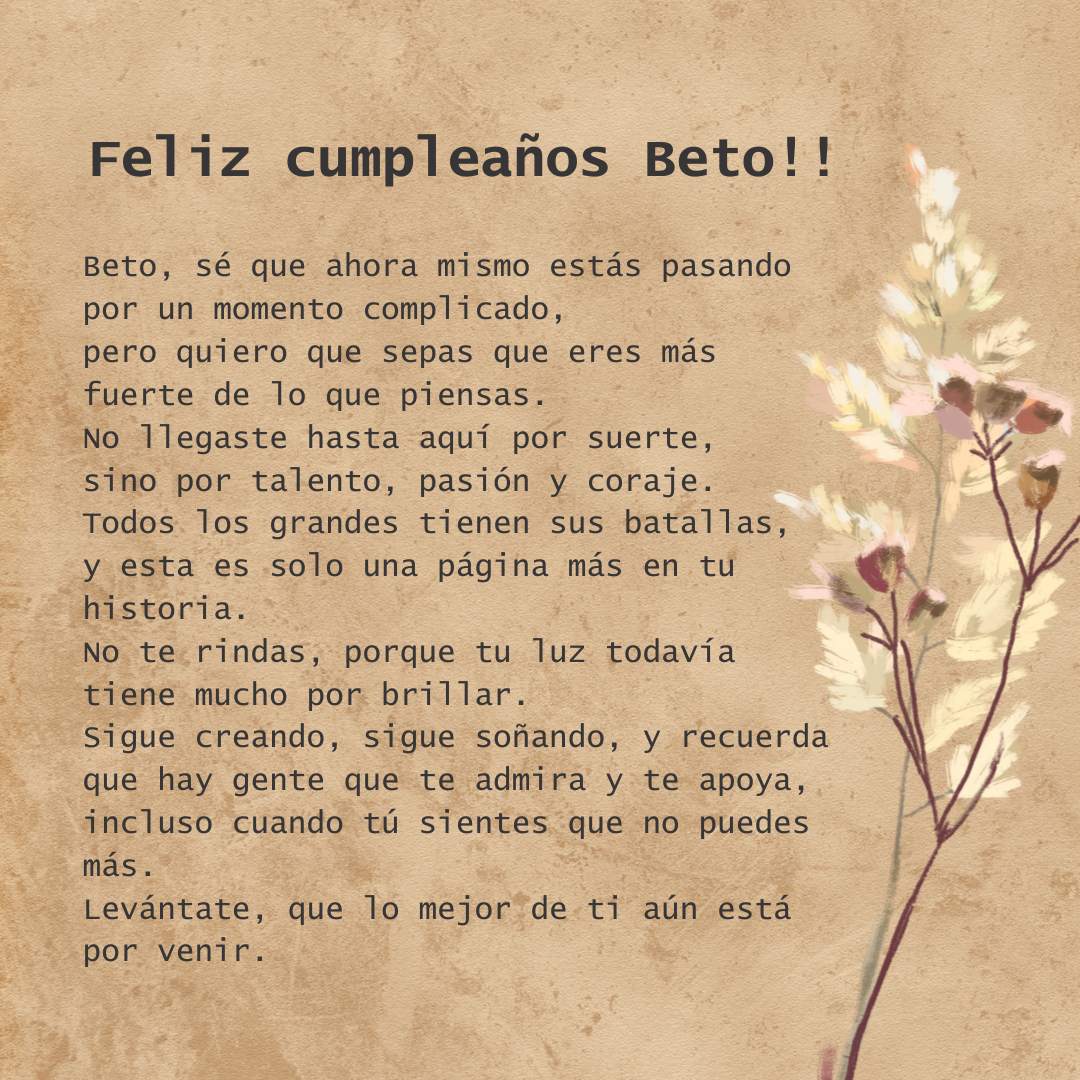 Feliz cumpleaños Beto!!
Beto, sé que ahora mismo estás pasando
por un momento complicado,
pero quiero que sepas que eres más
fuerte de lo que piensas.
No llegaste hasta aquí por suerte,
sino por talento, pasión y coraje.
Todos los grandes tienen sus batallas,
y esta es solo una página más en tu
historia.
No te rindas, porque tu luz todavía
tiene mucho por brillar.
Sigue creando, sigue soñando, y recuerda
que hay gente que te admira y te apoya,
incluso cuando tú sientes que no puedes
más.
Levántate, que lo mejor de ti aún está
por venir.